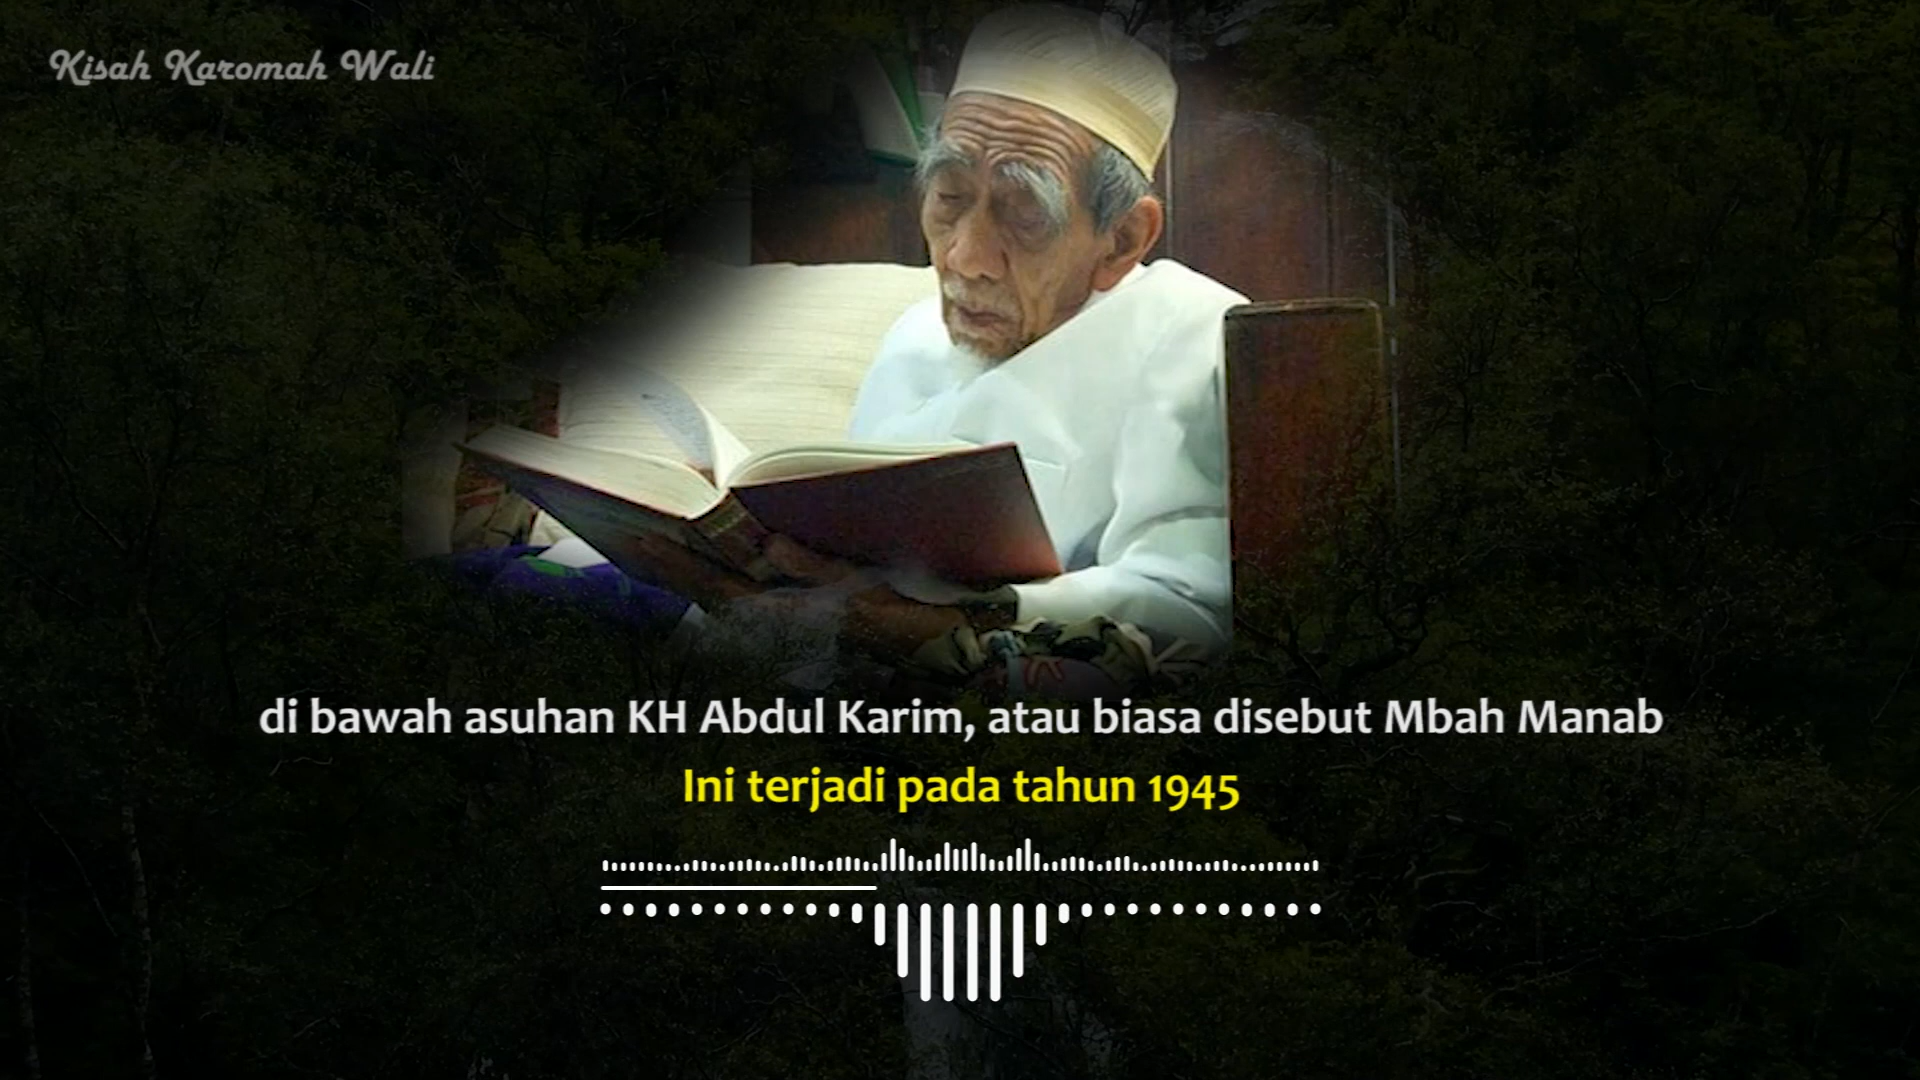 Kisah Karomah Wali
di bawah asuhan KH Abdul Karim, atau biasa disebut Mbah Manab
Ini terjadi pada tahun 1945